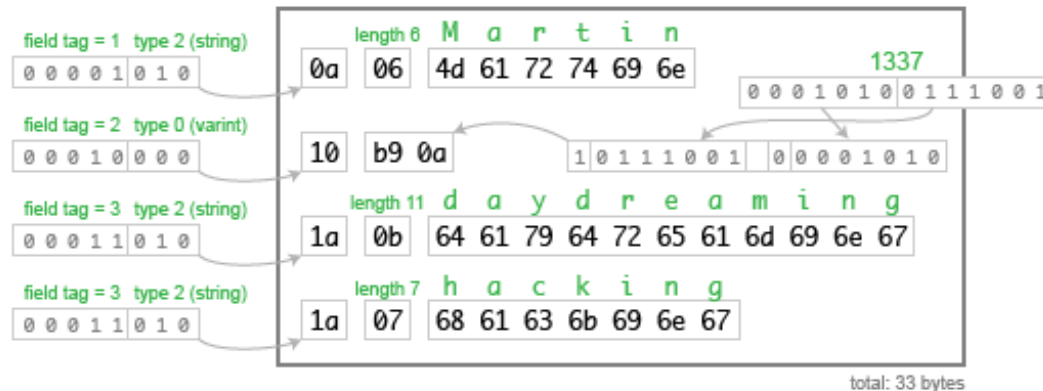 length 6 M a r t i n
field tag = 1 type 2 (string)
0 0 0 0 1 0 1 0
0a 06 4d 61 72 74 69 6e
1337
0 0 0 1 0 1 0 0 1 1 1 0 0 1
field tag = 2 type 0 (varint)
0 0 0 1 0 0 0 0
10 b9 0a
1 0 1 1 1 0 0 1 0 0 0 0 1 0 1 0
length 11 d a y d r e a m i n g
field tag = 3 type 2 (string)
0 0 0 1 1 0 1 0
1a 0b 64 61 79 64 72 65 61 6d 69 6e 67
length 7 h a c k i n g
field tag = 3 type 2 (string)
0 0 0 1 1 0 1 0
1a 07 68 61 63 6b 69 6e 67
total: 33 bytes